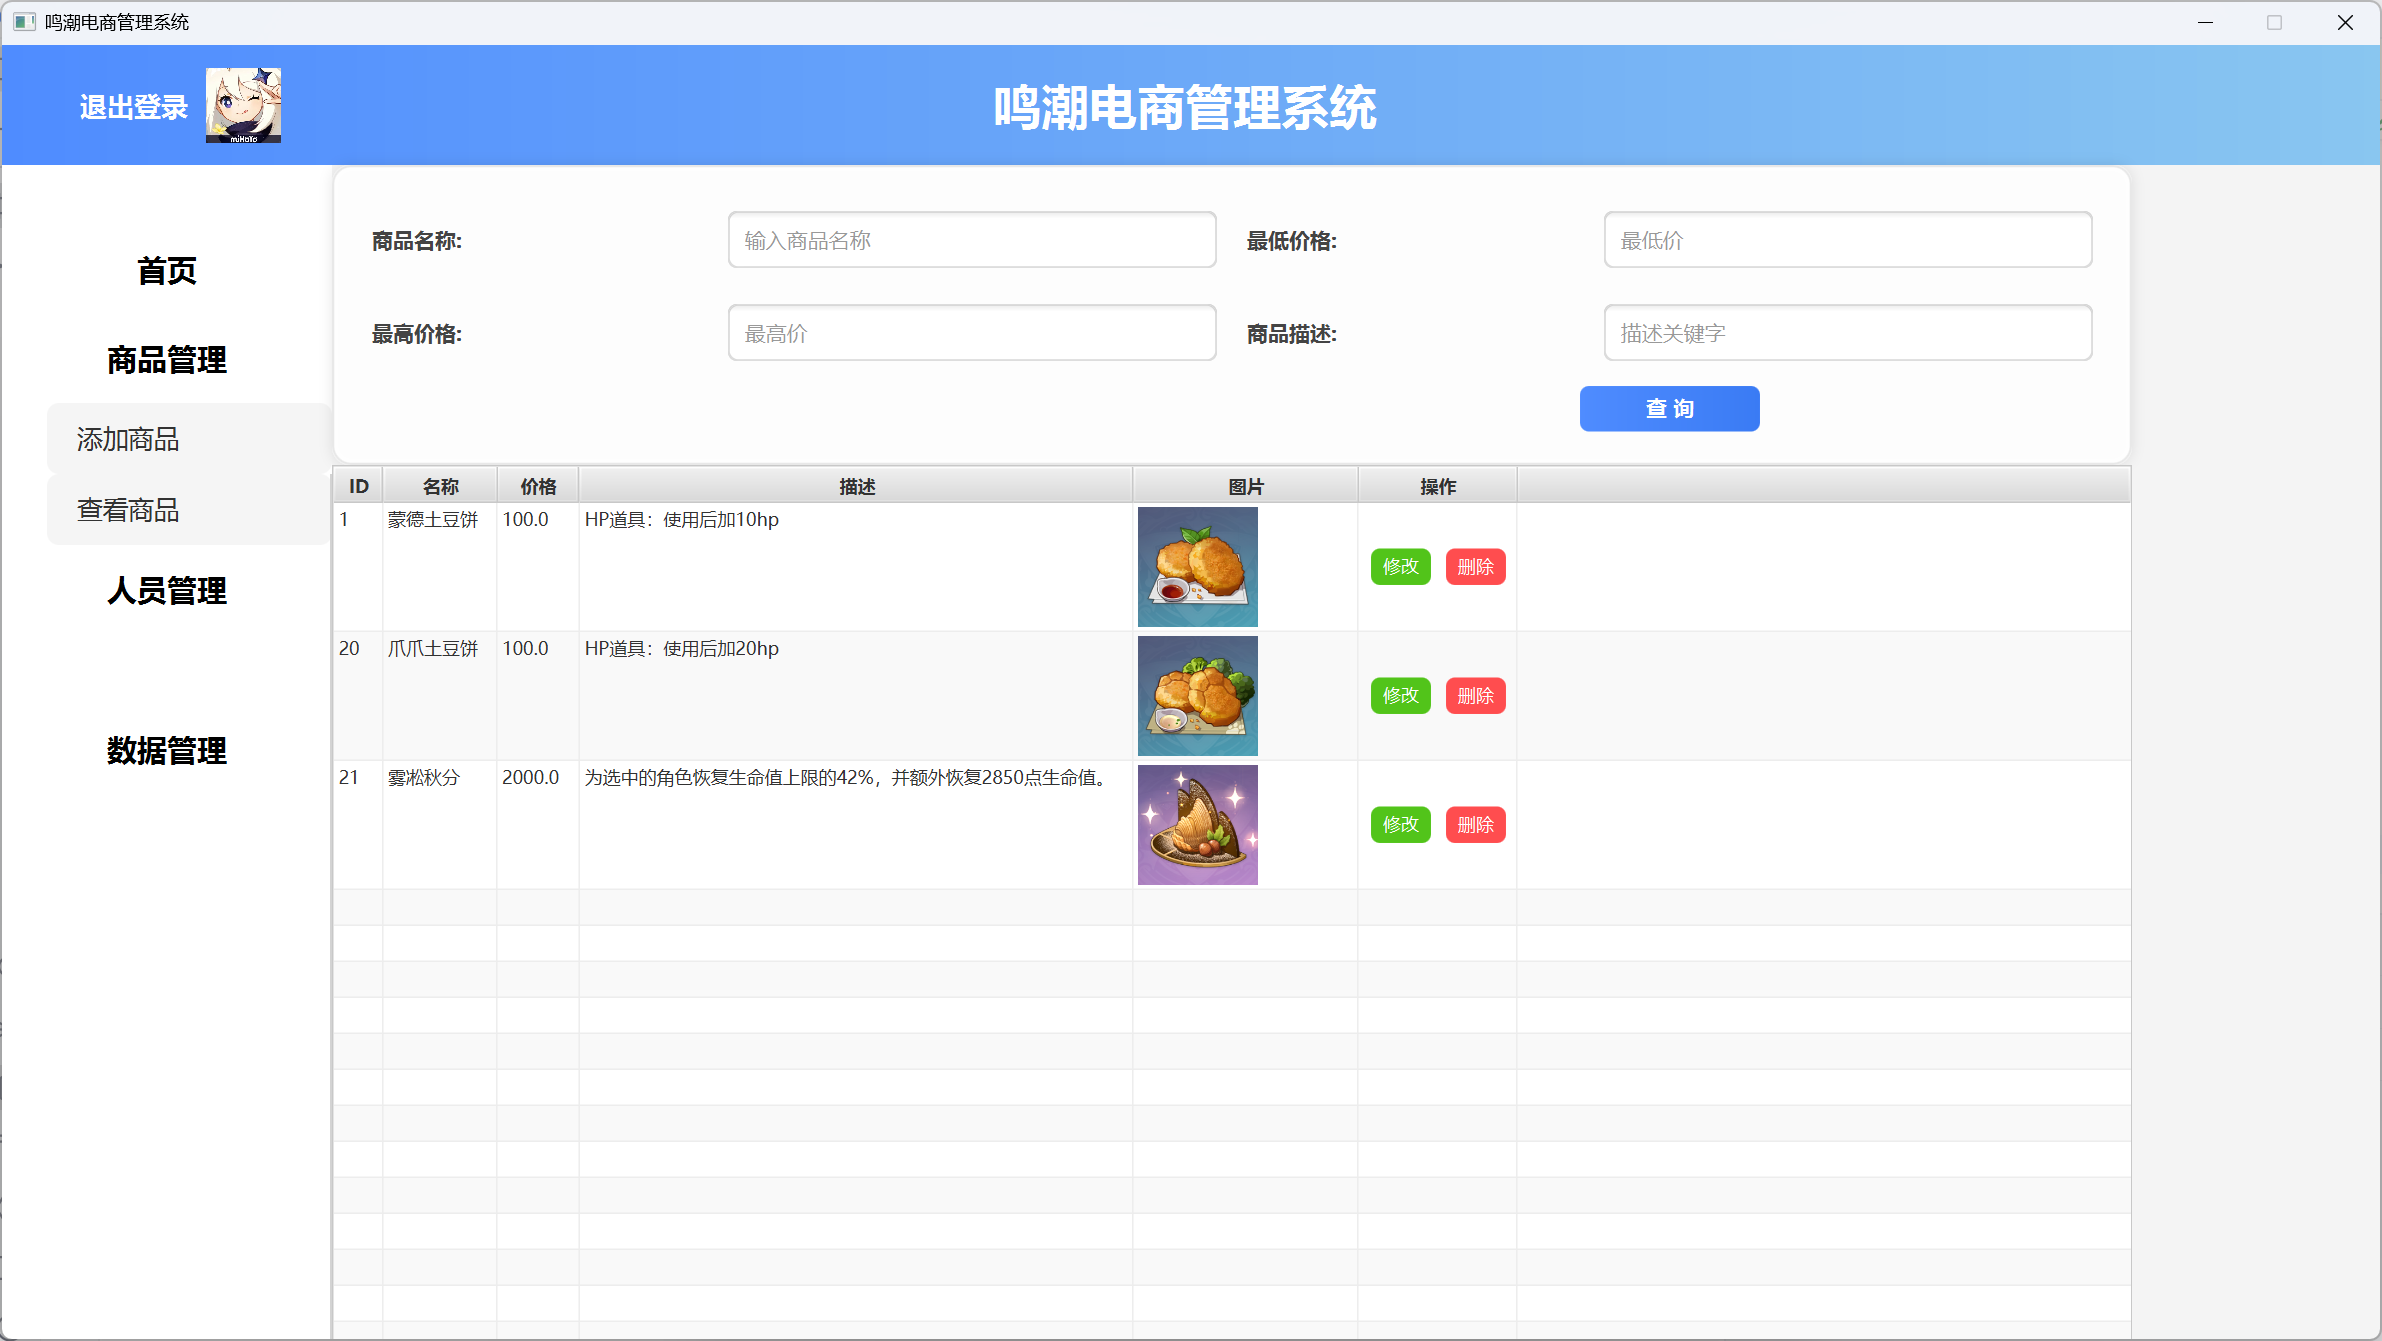 鸣潮电商管理系统
退出登录
miHoYo
鸣潮电商管理系统
首页
商品管理
添加商品
查看商品
人员管理
数据管理
商品名称: 输入商品名称 最低价格: 最低价
最高价格: 最高价 商品描述: 描述关键字
查 询
ID 名称 价格 描述 图片 操作
1 蒙德土豆饼 100.0 HP道具：使用后加10hp 修改 删除
20 爪爪土豆饼 100.0 HP道具：使用后加20hp 修改 删除
21 雾凇秋分 2000.0 为选中的角色恢复生命值上限的42%，并额外恢复2850点生命值。 修改 删除